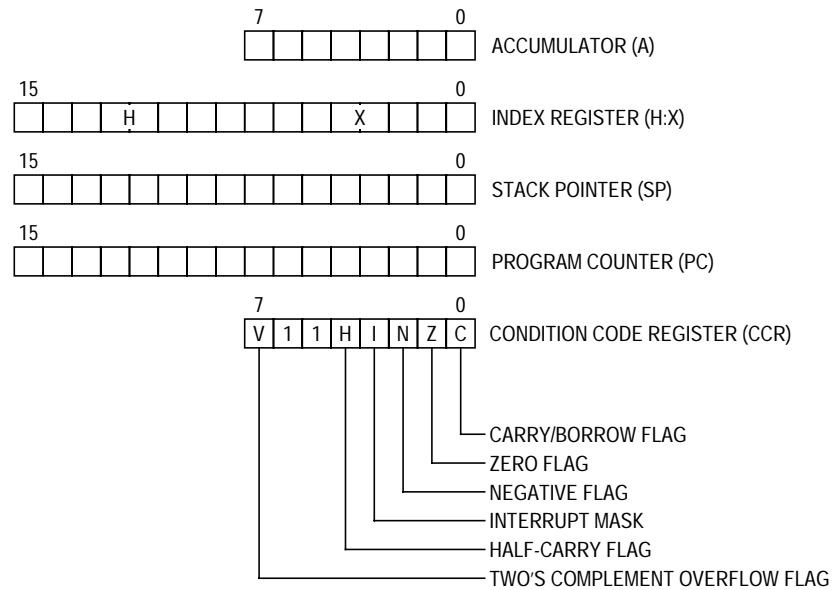 7 0
ACCUMULATOR (A)
15 0
H X INDEX REGISTER (H:X)
15 0
STACK POINTER (SP)
15 0
PROGRAM COUNTER (PC)
7 0
V 1 1 H I N Z C CONDITION CODE REGISTER (CCR)
CARRY/BORROW FLAG
ZERO FLAG
NEGATIVE FLAG
INTERRUPT MASK
HALF-CARRY FLAG
TWO'S COMPLEMENT OVERFLOW FLAG